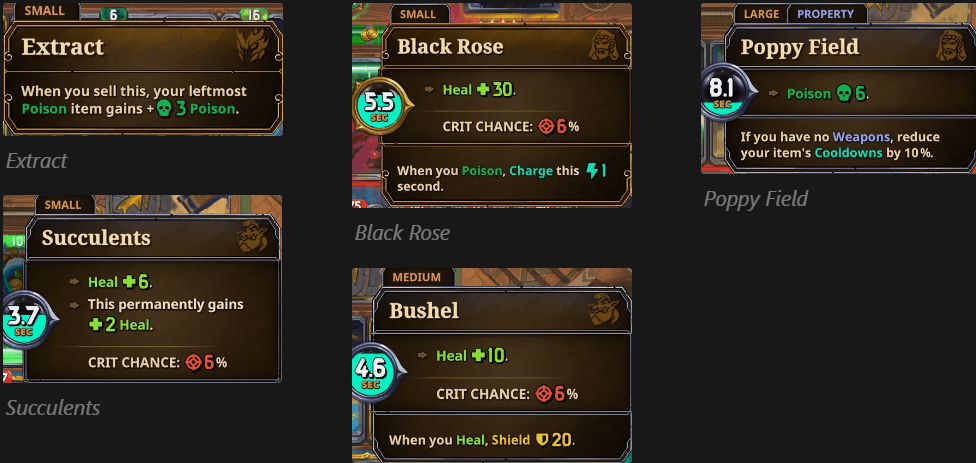 SMALL
6
16
Extract
When you sell this, your leftmost
Poison item gains + 3 Poison.
Extract
SMALL
10
Succulents
Heal +6.
This permanently gains
+2 Heal.
3.7
SEC
CRIT CHANCE: 6%
7
Succulents
SMALL
Black Rose
Heal +30.
5.5
SEC
CRIT CHANCE: 6%
When you Poison, Charge this 1
second.
75
Black Rose
MEDIUM
Bushel
Heal +10.
4.6
SEC
CRIT CHANCE: 6%
When you Heal, Shield 20.
LARGE PROPERTY
Poppy Field
8.1
SEC
Poison 6.
If you have no Weapons, reduce
your item's Cooldowns by 10%.
Poppy Field